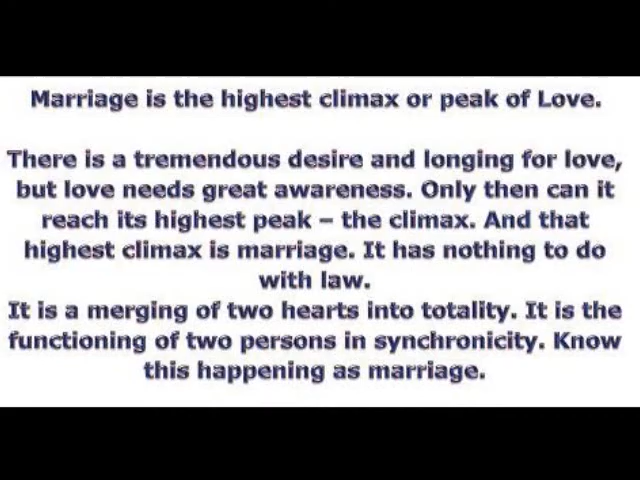 Marriage is the highest climax or peak of Love.
There is a tremendous desire and longing for love,
but love needs great awareness. Only then can it
reach its highest peak – the climax. And that
highest climax is marriage. It has nothing to do
with law.
It is a merging of two hearts into totality. It is the
functioning of two persons in synchronicity. Know
this happening as marriage.